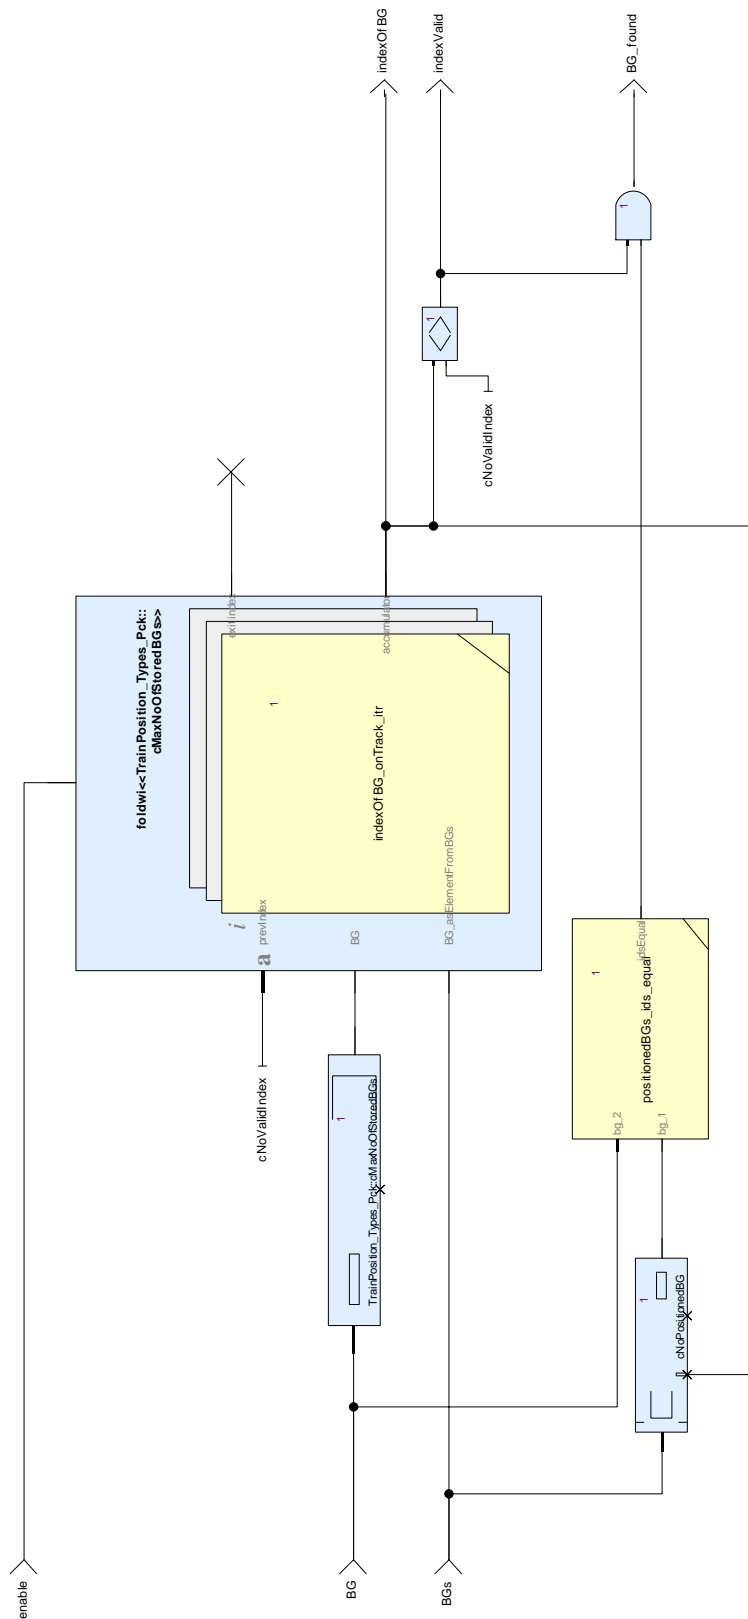 enable
BG
BGs
foldwi<<TrainPosition_Types_Pck::
cMaxNoOfStoredBGs>>
1
indexOfBG_onTrack_itr
i
a
prevIndex
BG
BG_asElementFromBGs
exitIndex
accumulator
cNoValidIndex
1
TrainPosition_Types_Pck::cMaxNoOfStoredBGs
1
cNoPositionedBG
1
positionedBGs_ids_equal
bg_2
bg_1
idsEqual
1
<>
cNoValidIndex
1
indexOfBG
indexValid
BG_found